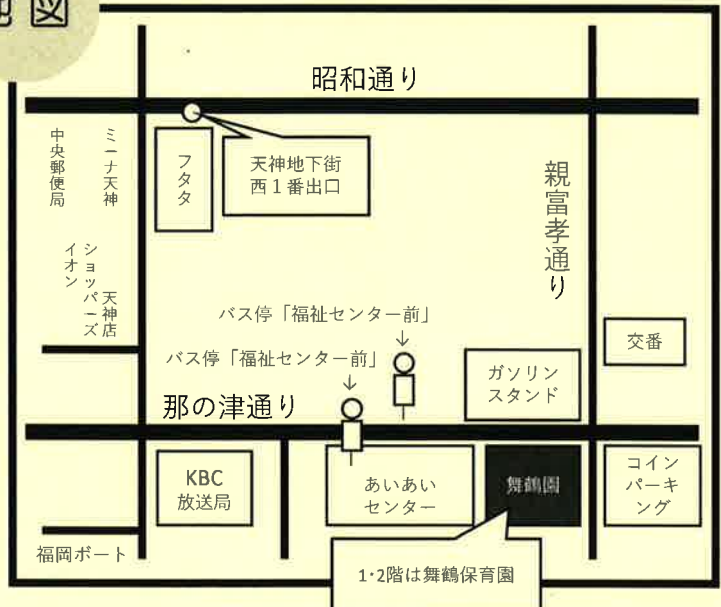 地図
昭和通り
中央郵便局
ミーナ天神
フタタ
天神地下街
西1番出口
親富孝通り
イオン
ショッパーズ
天神店
バス停「福祉センター前」
↓
バス停「福祉センター前」
↓
交番
ガソリン
スタンド
那の津通り
KBC
放送局
あいあい
センター
舞鶴園
コイン
パーキ
ング
福岡ボート
1・2階は舞鶴保育園